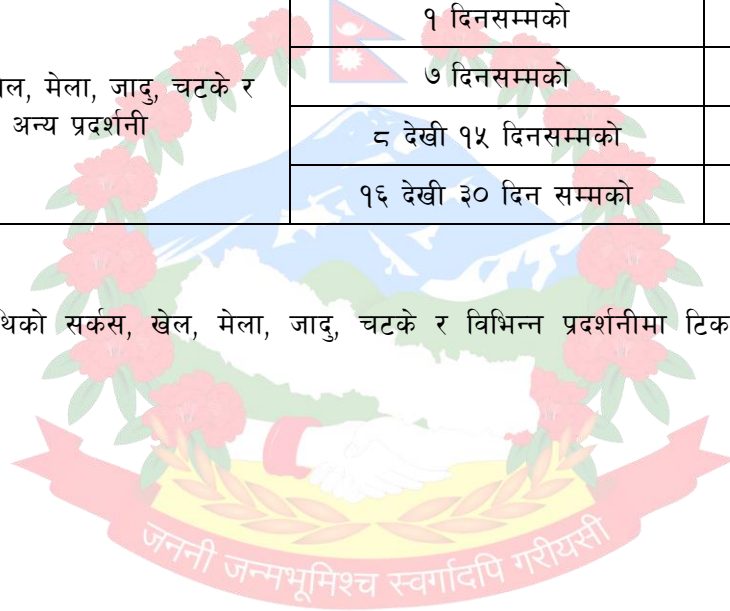 १ दिनसम्मको
७ दिनसम्मको
मेला, जादु, चटके र
अन्य प्रदर्शनी
८ देखी १५ दिनसम्मको
१६ देखी ३० दिन सम्मको
सर्कस, खेल, मेला, जादु, चटके र विभिन्न प्रदर्शनीमा
जननी जन्मभूमिश्च स्वर्गादपि गरीयसी